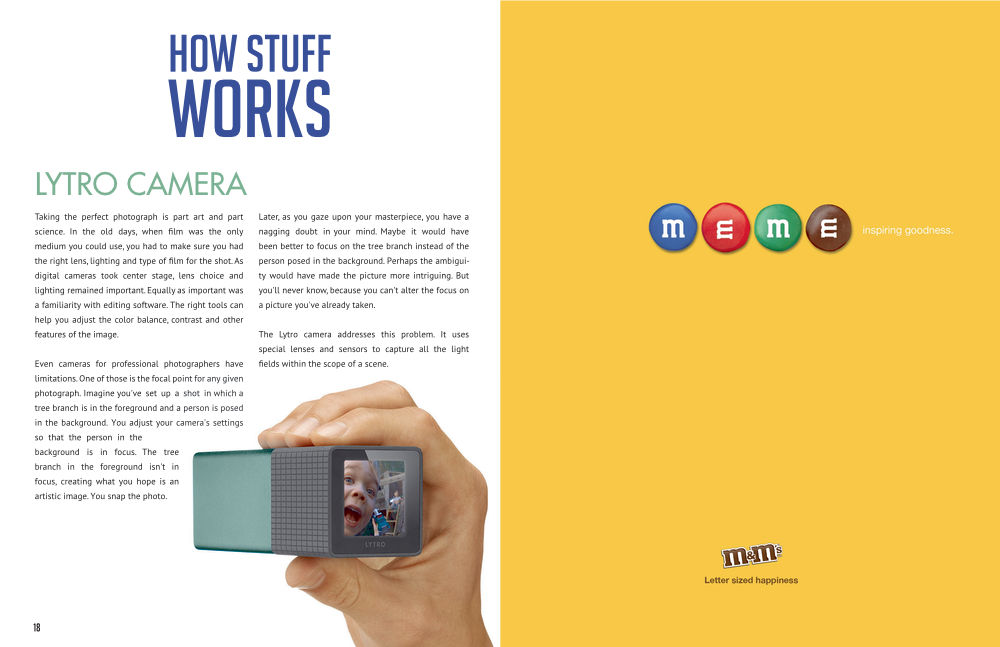 HOW STUFF
WORKS
LYTRO CAMERA
Taking the perfect photograph is part art and part
science. In the old days, when film was the only
medium you could use, you had to make sure you had
the right lens, lighting and type of film for the shot. As
digital cameras took center stage, lens choice and
lighting remained important. Equally as important was
a familiarity with editing software. The right tools can
help you adjust the color balance, contrast and other
features of the image.
Even cameras for professional photographers have
limitations. One of those is the focal point for any given
photograph. Imagine you've set up a shot in which a
tree branch is in the foreground and a person is posed
in the background. You adjust your camera's settings
so that the person in the
background is in focus. The tree
branch in the foreground isn't in
focus, creating what you hope is an
artistic image. You snap the photo.
Later, as you gaze upon your masterpiece, you have a
nagging doubt in your mind. Maybe it would have
been better to focus on the tree branch instead of the
person posed in the background. Perhaps the ambigui-
ty would have made the picture more intriguing. But
you'll never know, because you can't alter the focus on
a picture you've already taken.
The Lytro camera addresses this problem. It uses
special lenses and sensors to capture all the light
fields within the scope of a scene.
LYTRO
18
m E m E inspiring goodness.
m&m's
Letter sized happiness